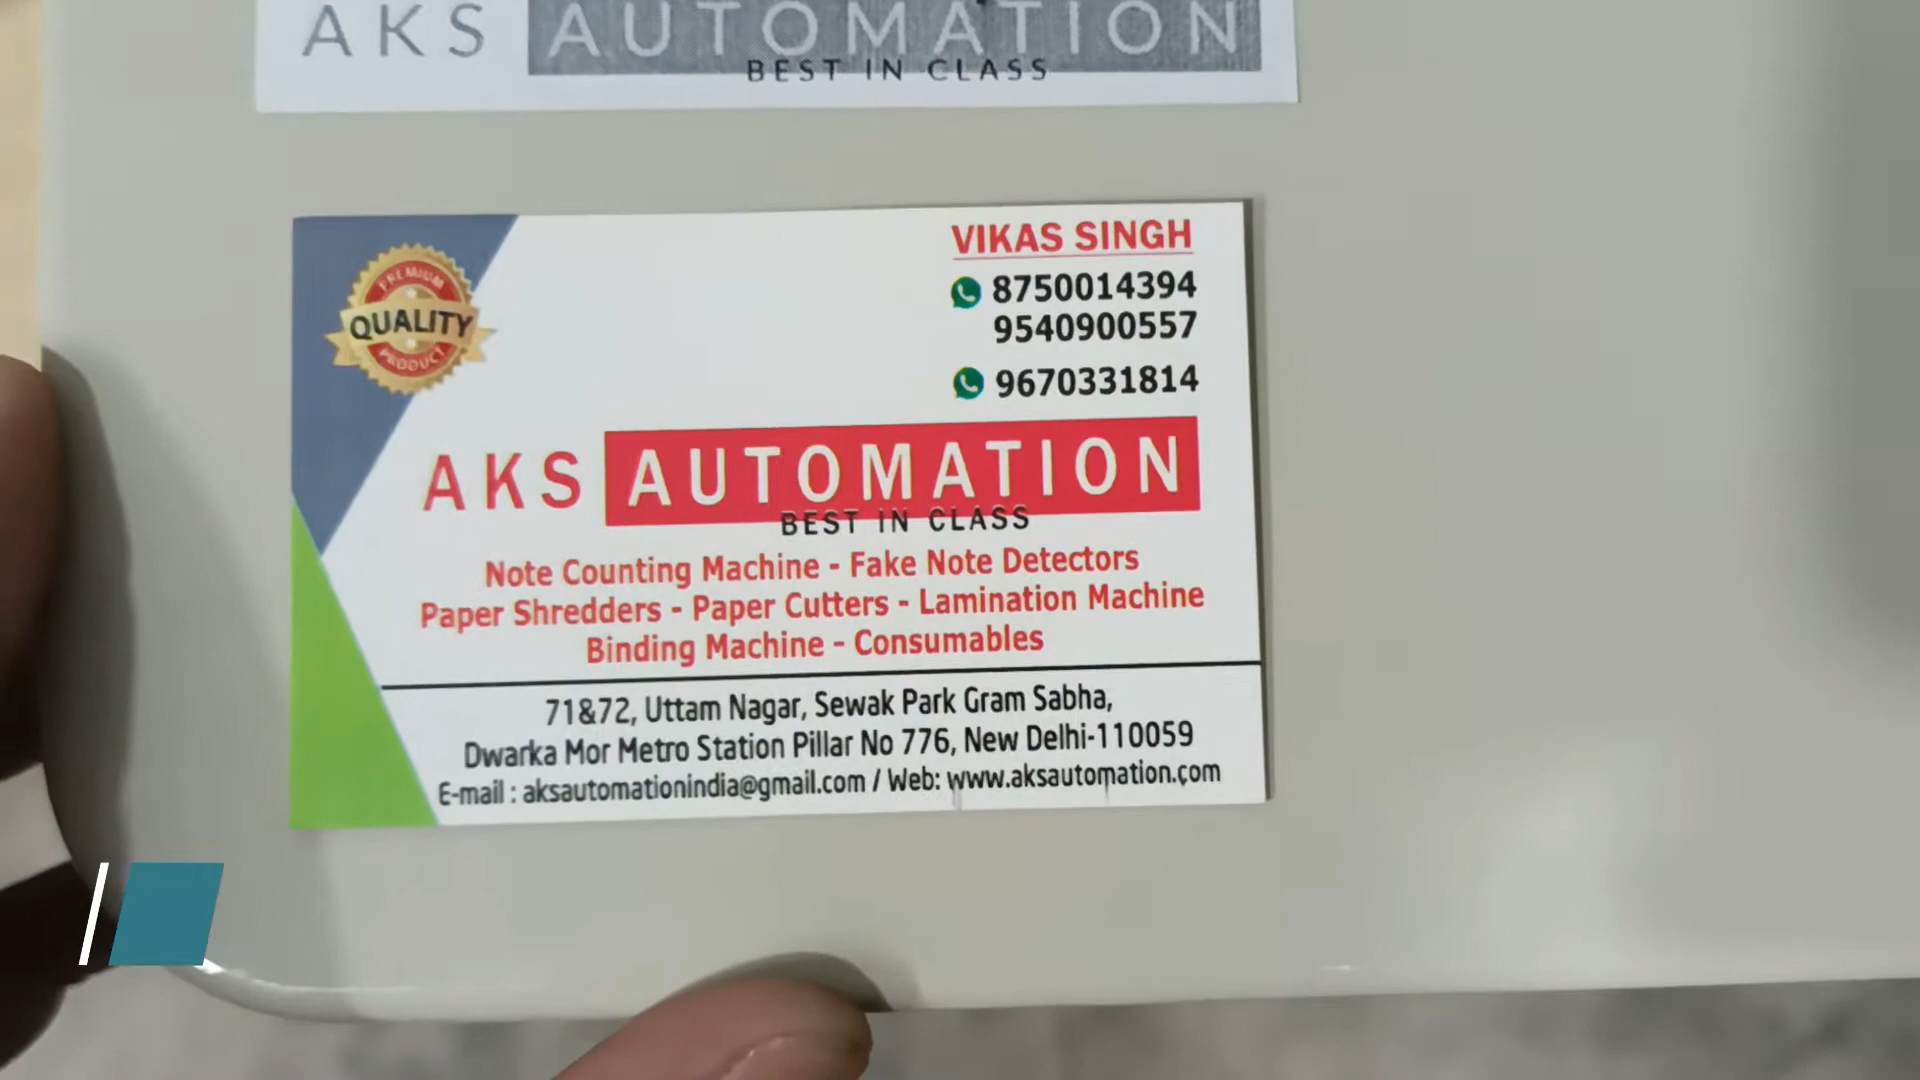 AKS AUTOMATION
BEST IN CLASS
PREMIUM
QUALITY
PRODUCT
VIKAS SINGH
8750014394
9540900557
9670331814
AKS AUTOMATION
BEST IN CLASS
Note Counting Machine - Fake Note Detectors
Paper Shredders - Paper Cutters - Lamination Machine
Binding Machine - Consumables
71&72, Uttam Nagar, Sewak Park Gram Sabha,
Dwarka Mor Metro Station Pillar No 776, New Delhi-110059
E-mail : aksautomationindia@gmail.com / Web: www.aksautomation.com